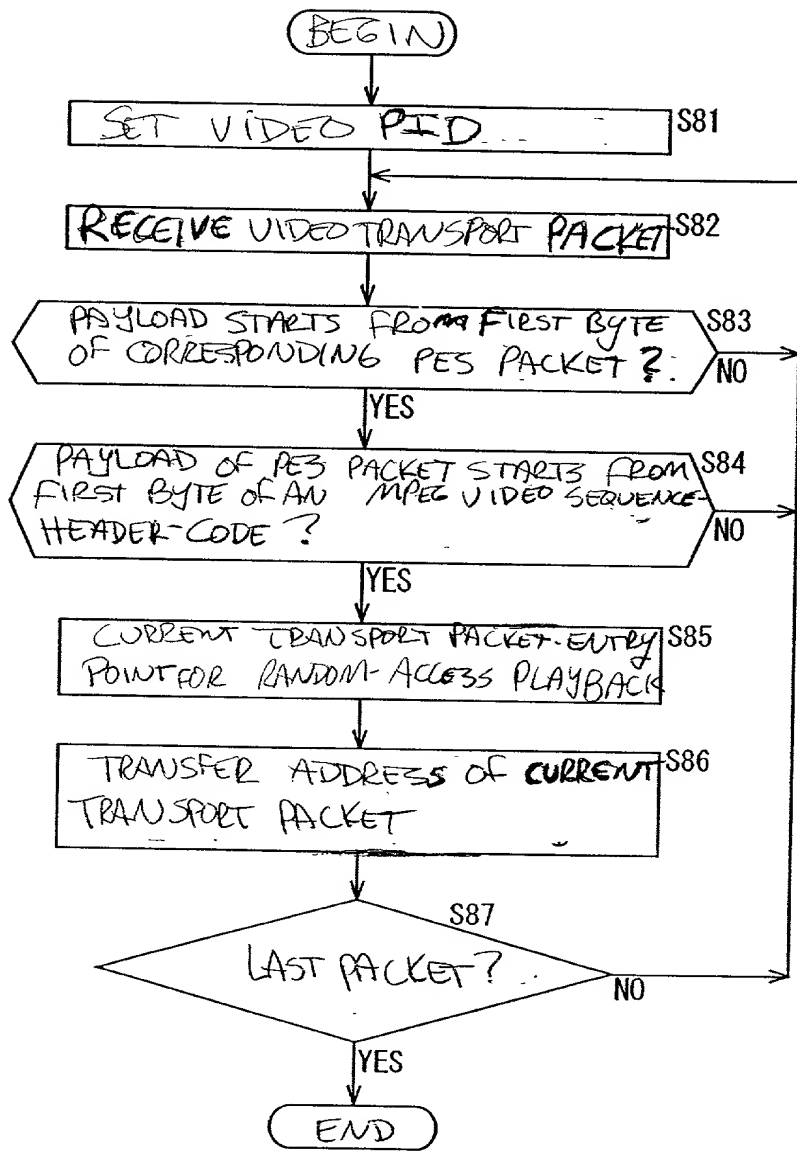 BEGIN
SET VIDEO PID
S81
RECEIVE VIDEO TRANSPORT PACKET
S82
PAYLOAD STARTS FROM FIRST BYTE
OF CORRESPONDING PES PACKET?
S83
NO
YES
PAYLOAD OF PES PACKET STARTS FROM
FIRST BYTE OF AN MPEG VIDEO SEQUENCE-
HEADER-CODE?
S84
NO
YES
CURRENT TRANSPORT PACKET-ENTRY
POINT FOR RANDOM-ACCESS PLAYBACK
S85
TRANSFER ADDRESS OF CURRENT
TRANSPORT PACKET
S86
S87
LAST PACKET?
NO
YES
END